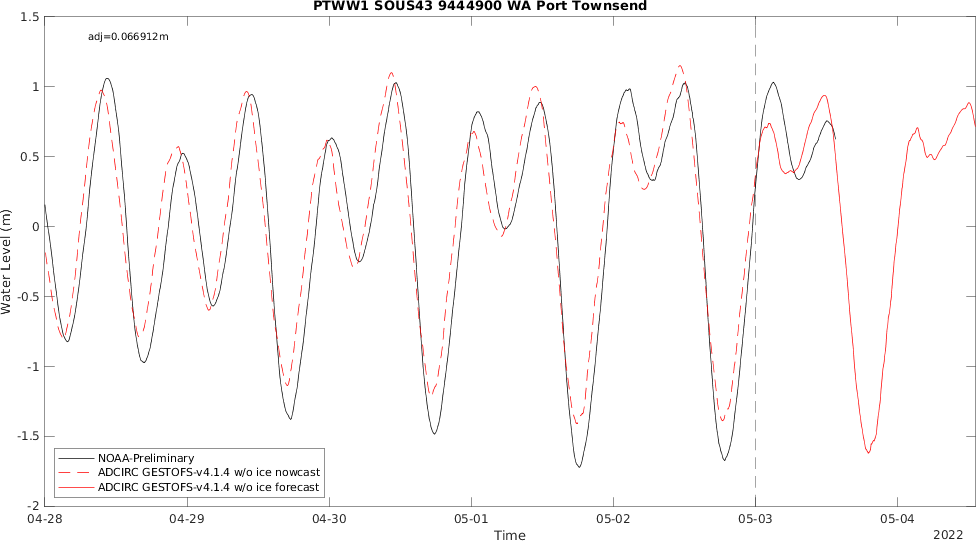 PTWW1 SOUS43 9444900 WA Port Townsend
adj=0.066912m
1.5
1
0.5
0
-0.5
-1
-1.5
-2
Water Level (m)
NOAA-Preliminary
ADCIRC GESTOFS-v4.1.4 w/o ice nowcast
ADCIRC GESTOFS-v4.1.4 w/o ice forecast
04-28 04-29 04-30 05-01 05-02 05-03 05-04
Time
2022